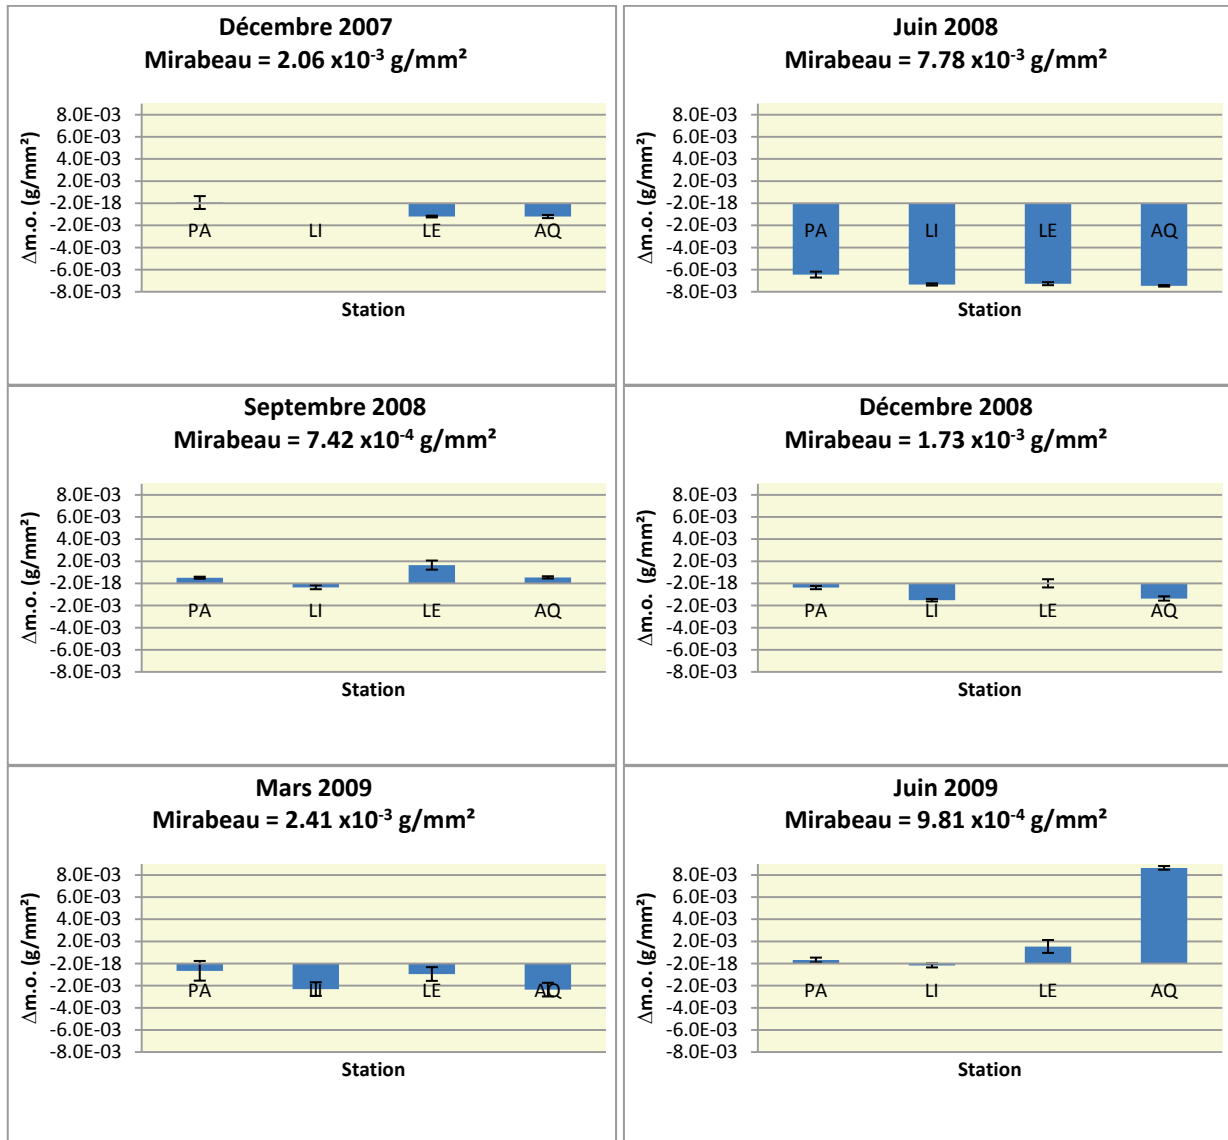 Décembre 2007
Mirabeau = 2.06 x10⁻³ g/mm²
8.0E-03
6.0E-03
4.0E-03
2.0E-03
-2.0E-18
-2.0E-03
-4.0E-03
-6.0E-03
-8.0E-03
Δm.o. (g/mm²)
PA LI LE AQ
Station
Juin 2008
Mirabeau = 7.78 x10⁻³ g/mm²
8.0E-03
6.0E-03
4.0E-03
2.0E-03
-2.0E-18
-2.0E-03
-4.0E-03
-6.0E-03
-8.0E-03
Δm.o. (g/mm²)
PA LI LE AQ
Station
Septembre 2008
Mirabeau = 7.42 x10⁻⁴ g/mm²
8.0E-03
6.0E-03
4.0E-03
2.0E-03
-2.0E-18
-2.0E-03
-4.0E-03
-6.0E-03
-8.0E-03
Δm.o. (g/mm²)
PA LI LE AQ
Station
Décembre 2008
Mirabeau = 1.73 x10⁻³ g/mm²
8.0E-03
6.0E-03
4.0E-03
2.0E-03
-2.0E-18
-2.0E-03
-4.0E-03
-6.0E-03
-8.0E-03
Δm.o. (g/mm²)
PA LI LE AQ
Station
Mars 2009
Mirabeau = 2.41 x10⁻³ g/mm²
8.0E-03
6.0E-03
4.0E-03
2.0E-03
-2.0E-18
-2.0E-03
-4.0E-03
-6.0E-03
-8.0E-03
Δm.o. (g/mm²)
PA LI LE AQ
Station
Juin 2009
Mirabeau = 9.81 x10⁻⁴ g/mm²
8.0E-03
6.0E-03
4.0E-03
2.0E-03
-2.0E-18
-2.0E-03
-4.0E-03
-6.0E-03
-8.0E-03
Δm.o. (g/mm²)
PA LI LE AQ
Station